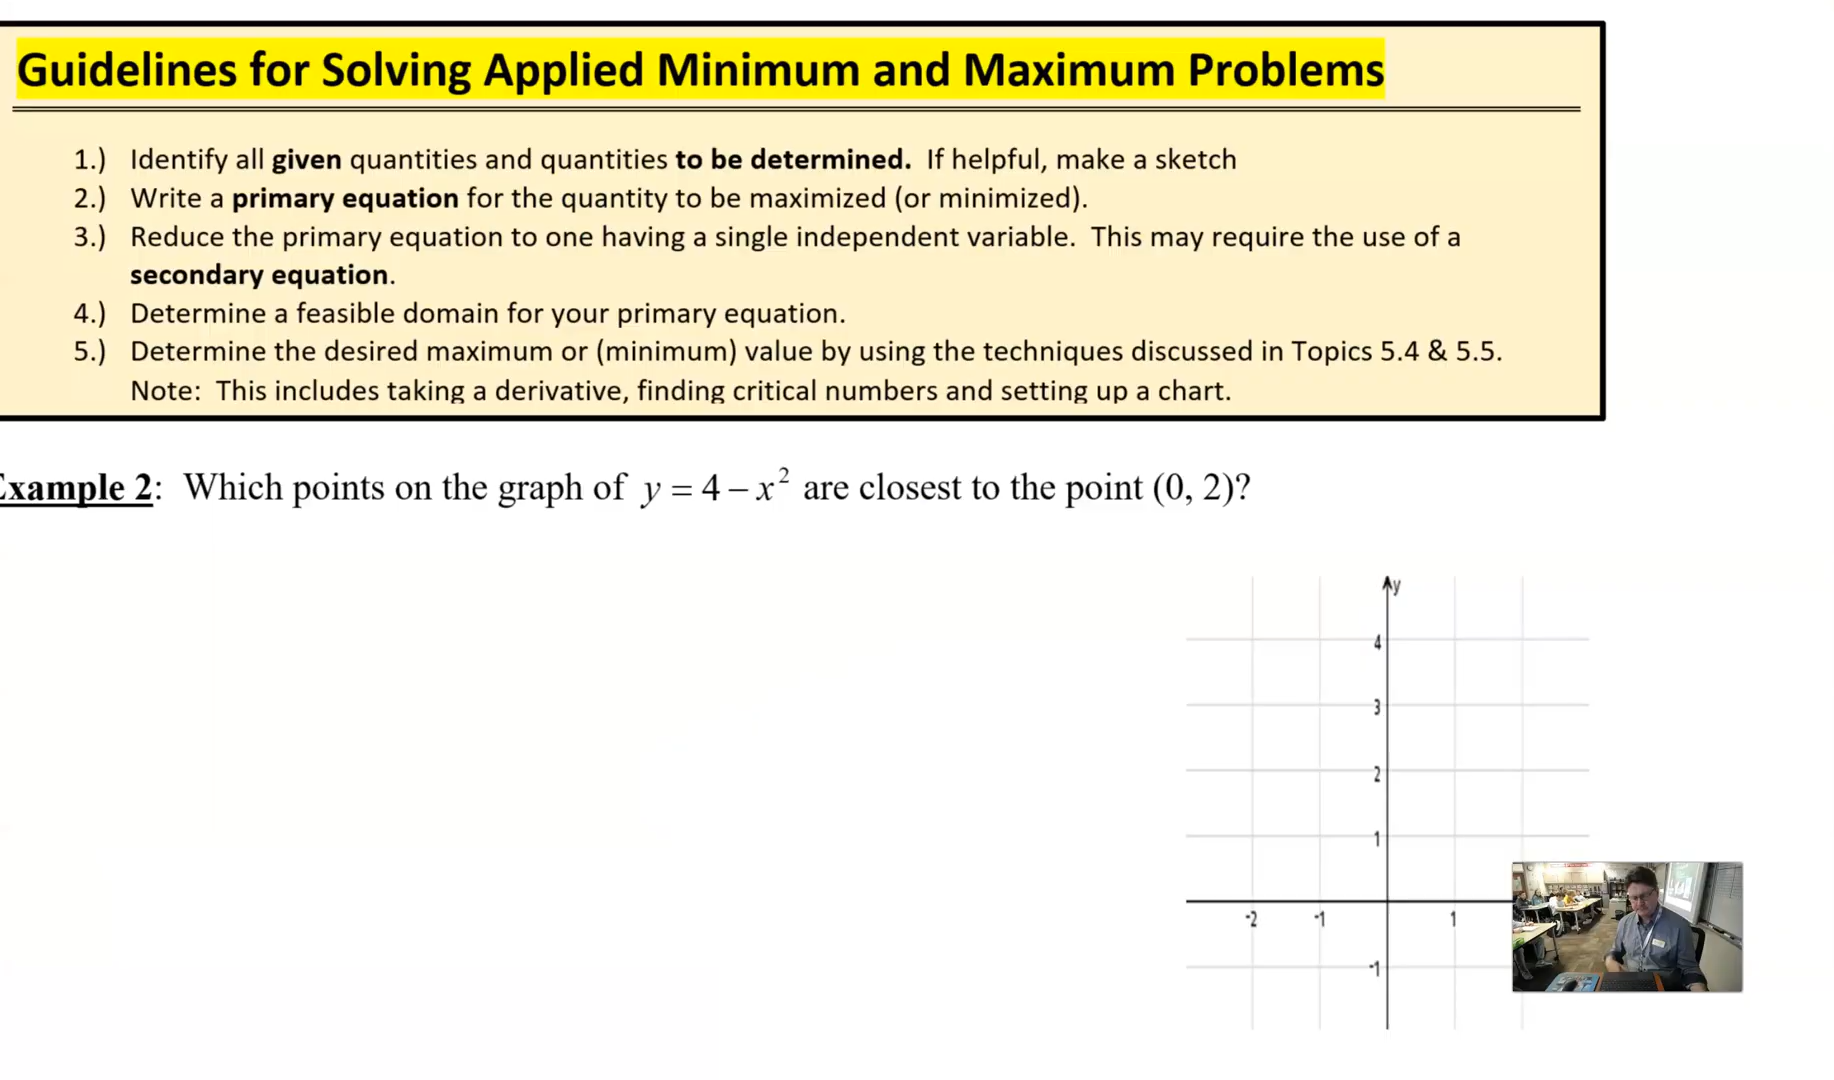 Guidelines for Solving Applied Minimum and Maximum Problems
1.) Identify all given quantities and quantities to be determined. If helpful, make a sketch
2.) Write a primary equation for the quantity to be maximized (or minimized).
3.) Reduce the primary equation to one having a single independent variable. This may require the use of a
secondary equation.
4.) Determine a feasible domain for your primary equation.
5.) Determine the desired maximum or (minimum) value by using the techniques discussed in Topics 5.4 & 5.5.
Note: This includes taking a derivative, finding critical numbers and setting up a chart.
Example 2: Which points on the graph of y = 4 − x² are closest to the point (0, 2)?
y
4
3
2
1
-2 -1 1
-1